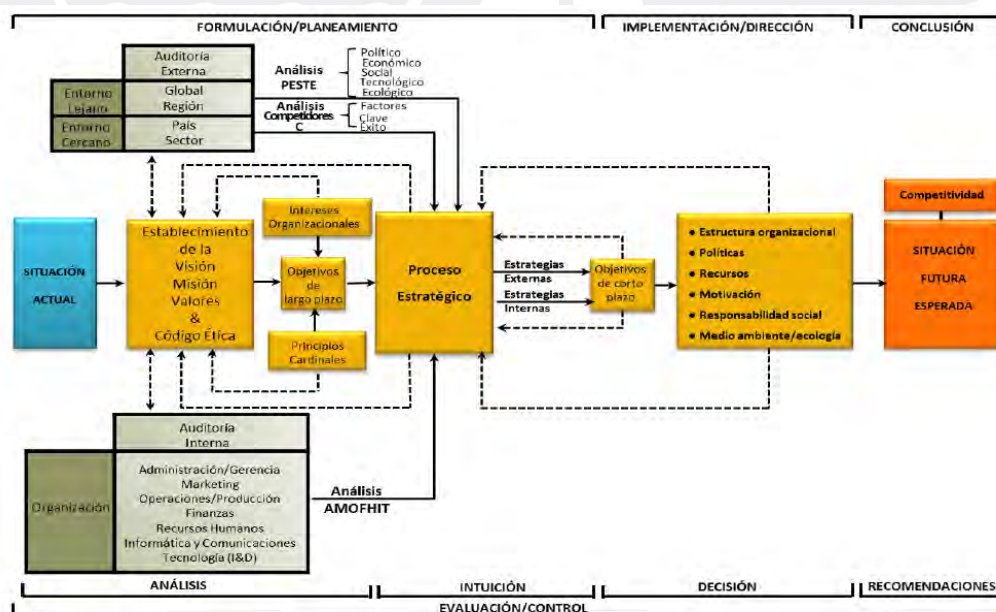 FORMULACIÓN/PLANEAMIENTO
IMPLEMENTACIÓN/DIRECCIÓN
CONCLUSIÓN
Auditoría
Externa
Entorno
Lejano
Global
Región
Entorno
Cercano
País
Sector
Análisis
PESTE
Político
Económico
Social
Tecnológico
Ecológico
Análisis
Competidores
C
Factores
Clave
Éxito
SITUACIÓN
ACTUAL
Establecimiento
de la
Visión
Misión
Valores
&
Código Ética
Intereses
Organizacionales
Objetivos
de
largo plazo
Principios
Cardinales
Proceso
Estratégico
Estrategias
Externas
Estrategias
Internas
Objetivos
de corto
plazo
● Estructura organizacional
● Políticas
● Recursos
● Motivación
● Responsabilidad social
● Medio ambiente/ecología
Competitividad
SITUACIÓN
FUTURA
ESPERADA
Auditoría
Interna
Organización
Administración/Gerencia
Marketing
Operaciones/Producción
Finanzas
Recursos Humanos
Informática y Comunicaciones
Tecnología (I&D)
Análisis
AMOFHIT
ANÁLISIS
INTUICIÓN
DECISIÓN
RECOMENDACIONES
EVALUACIÓN/CONTROL